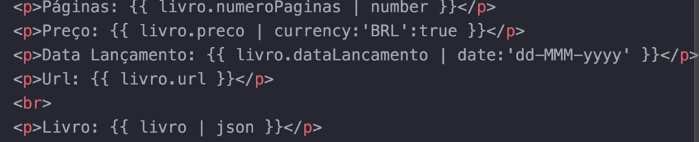 <p>Páginas: {{ livro.numeroPaginas | number }}</p>
<p>Preço: {{ livro.preco | currency:'BRL':true }}</p>
<p>Data Lançamento: {{ livro.dataLancamento | date:'dd-MMM-yyyy' }}</p>
<p>Url: {{ livro.url }}</p>
<br>
<p>Livro: {{ livro | json }}</p>